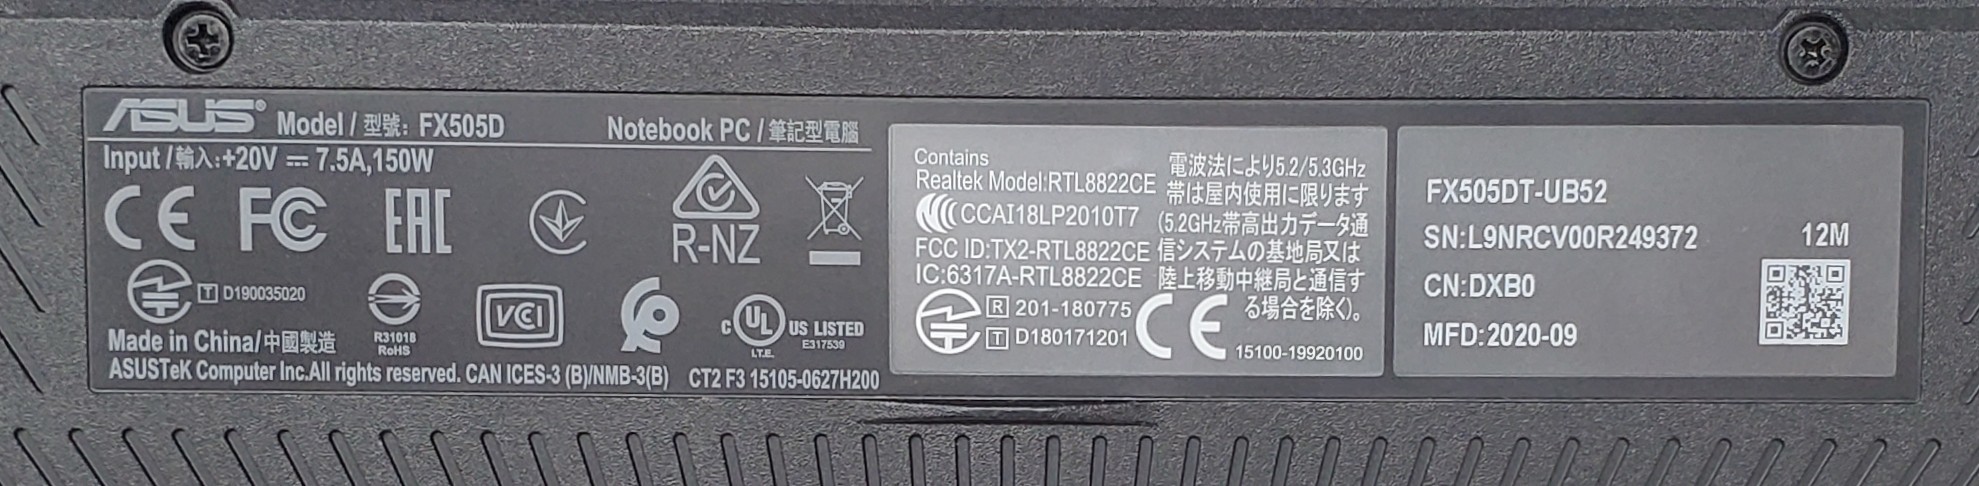 ASUS® Model / 型號: FX505D Notebook PC / 筆記型電腦
Input / 輸入: +20V ⎓ 7.5A,150W
CE FC EAC
R-NZ
T D190035020
R31018
RoHS
VCI
c UL US LISTED
I.T.E. E317539
Made in China/中國製造
ASUSTeK Computer Inc.All rights reserved. CAN ICES-3 (B)/NMB-3(B) CT2 F3 15105-0627H200
Contains
Realtek Model:RTL8822CE
CCAI18LP2010T7
FCC ID:TX2-RTL8822CE
IC:6317A-RTL8822CE
R 201-180775
T D180171201
CE
電波法により5.2/5.3GHz
帯は屋内使用に限ります
(5.2GHz帯高出力データ通
信システムの基地局又は
陸上移動中継局と通信す
る場合を除く)。
15100-19920100
FX505DT-UB52
SN:L9NRCV00R249372 12M
CN:DXB0
MFD:2020-09